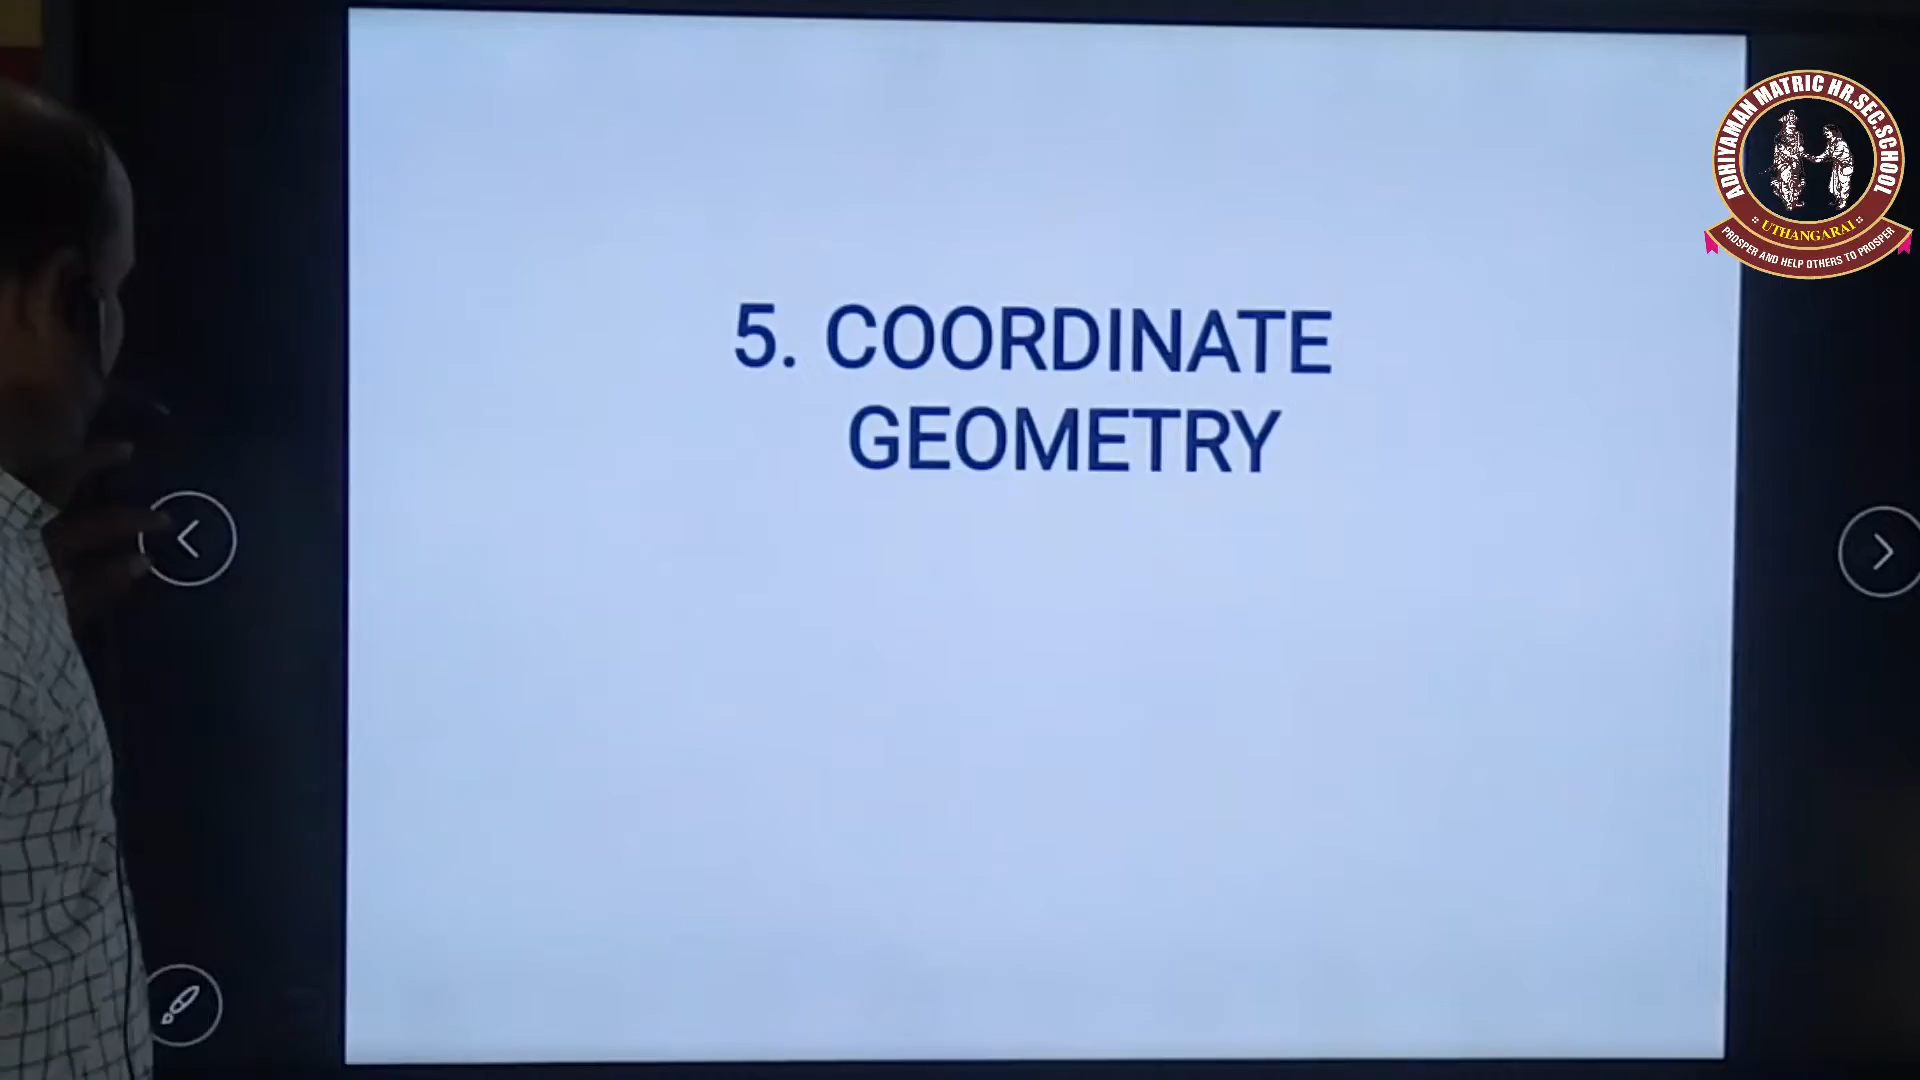 5. COORDINATE
GEOMETRY
ADHIYAMAN MATRIC HR.SEC.SCHOOL
:: UTHANGARAI ::
PROSPER AND HELP OTHERS TO PROSPER